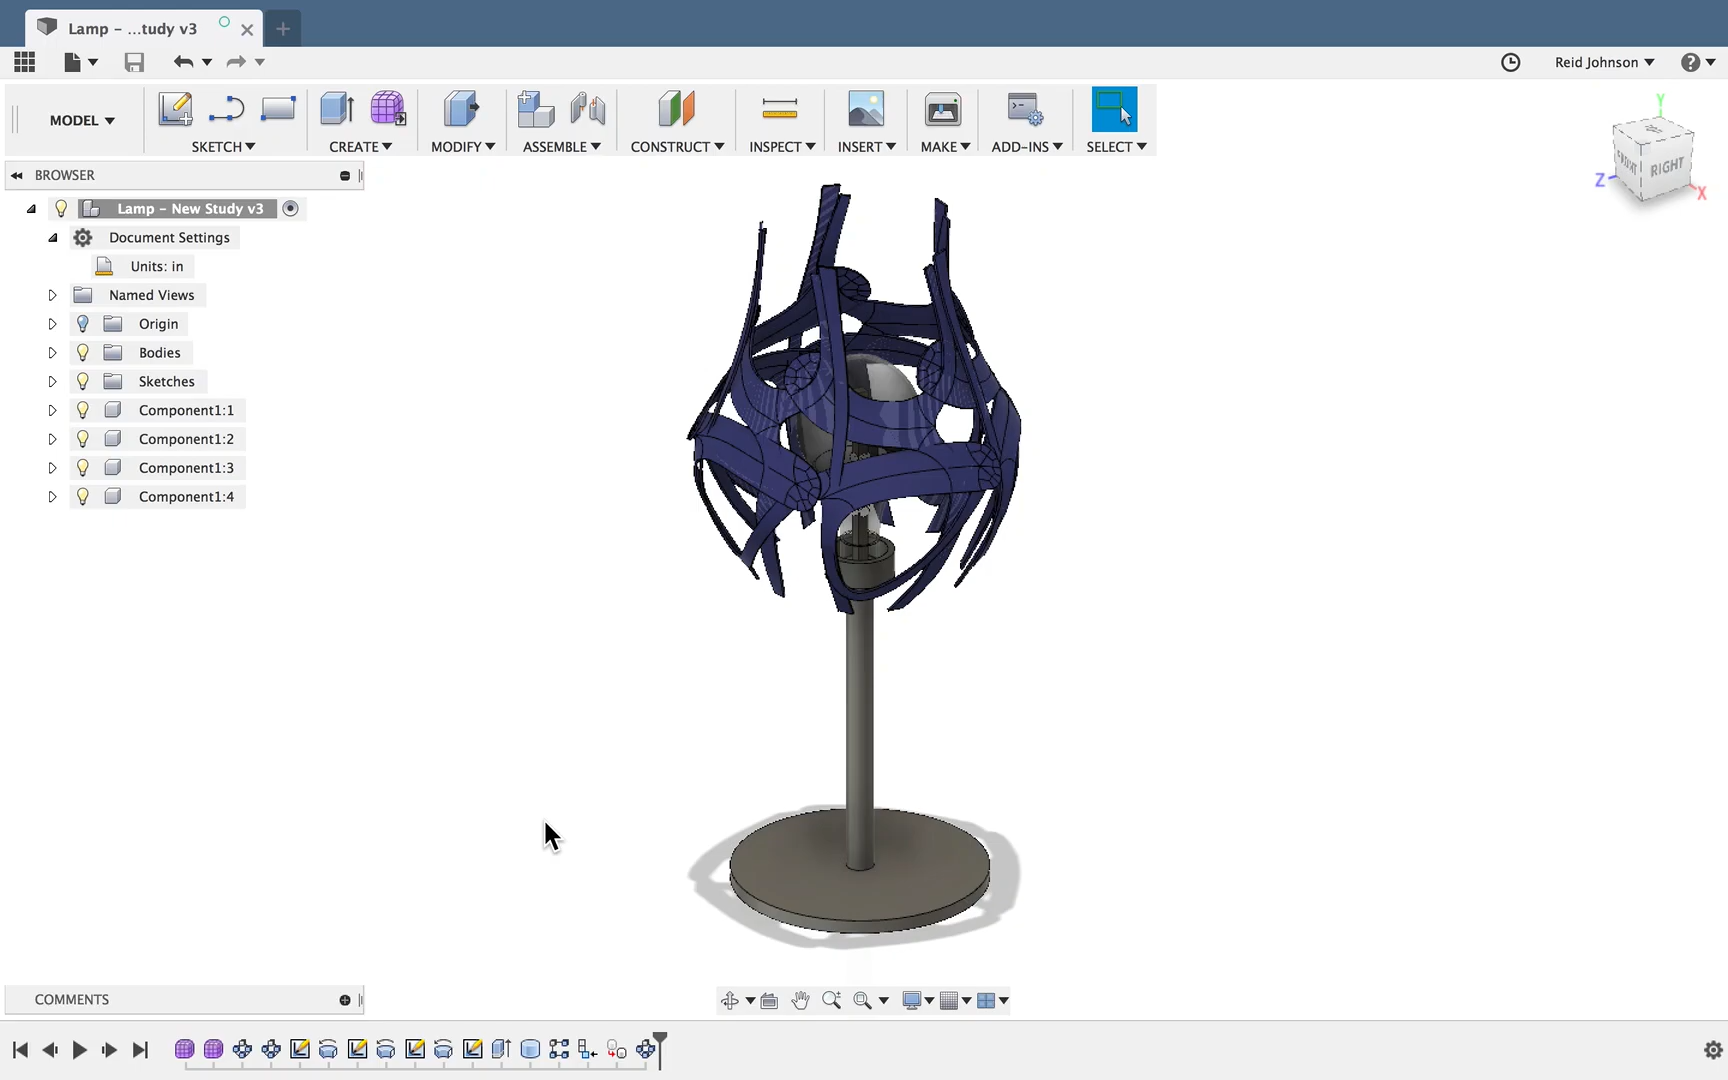 Lamp - ...tudy v3
Reid Johnson
?
MODEL
SKETCH
CREATE
MODIFY
ASSEMBLE
CONSTRUCT
INSPECT
INSERT
MAKE
ADD-INS
SELECT
Y
FRONT
RIGHT
Z
X
BROWSER
Lamp - New Study v3
Document Settings
Units: in
Named Views
Origin
Bodies
Sketches
Component1:1
Component1:2
Component1:3
Component1:4
COMMENTS